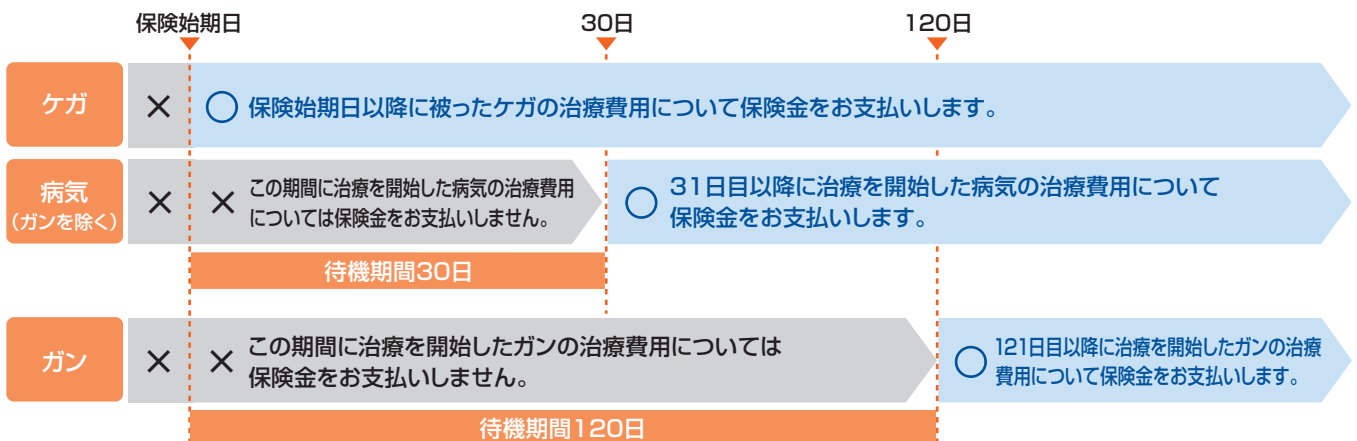 保険始期日
30日
120日
ケガ
× ○ 保険始期日以降に被ったケガの治療費用について保険金をお支払いします。
病気
(ガンを除く)
× × この期間に治療を開始した病気の治療費用
については保険金をお支払いしません。
○ 31日目以降に治療を開始した病気の治療費用について
保険金をお支払いします。
待機期間30日
ガン
× × この期間に治療を開始したガンの治療費用については
保険金をお支払いしません。
○ 121日目以降に治療を開始したガンの治療
費用について保険金をお支払いします。
待機期間120日